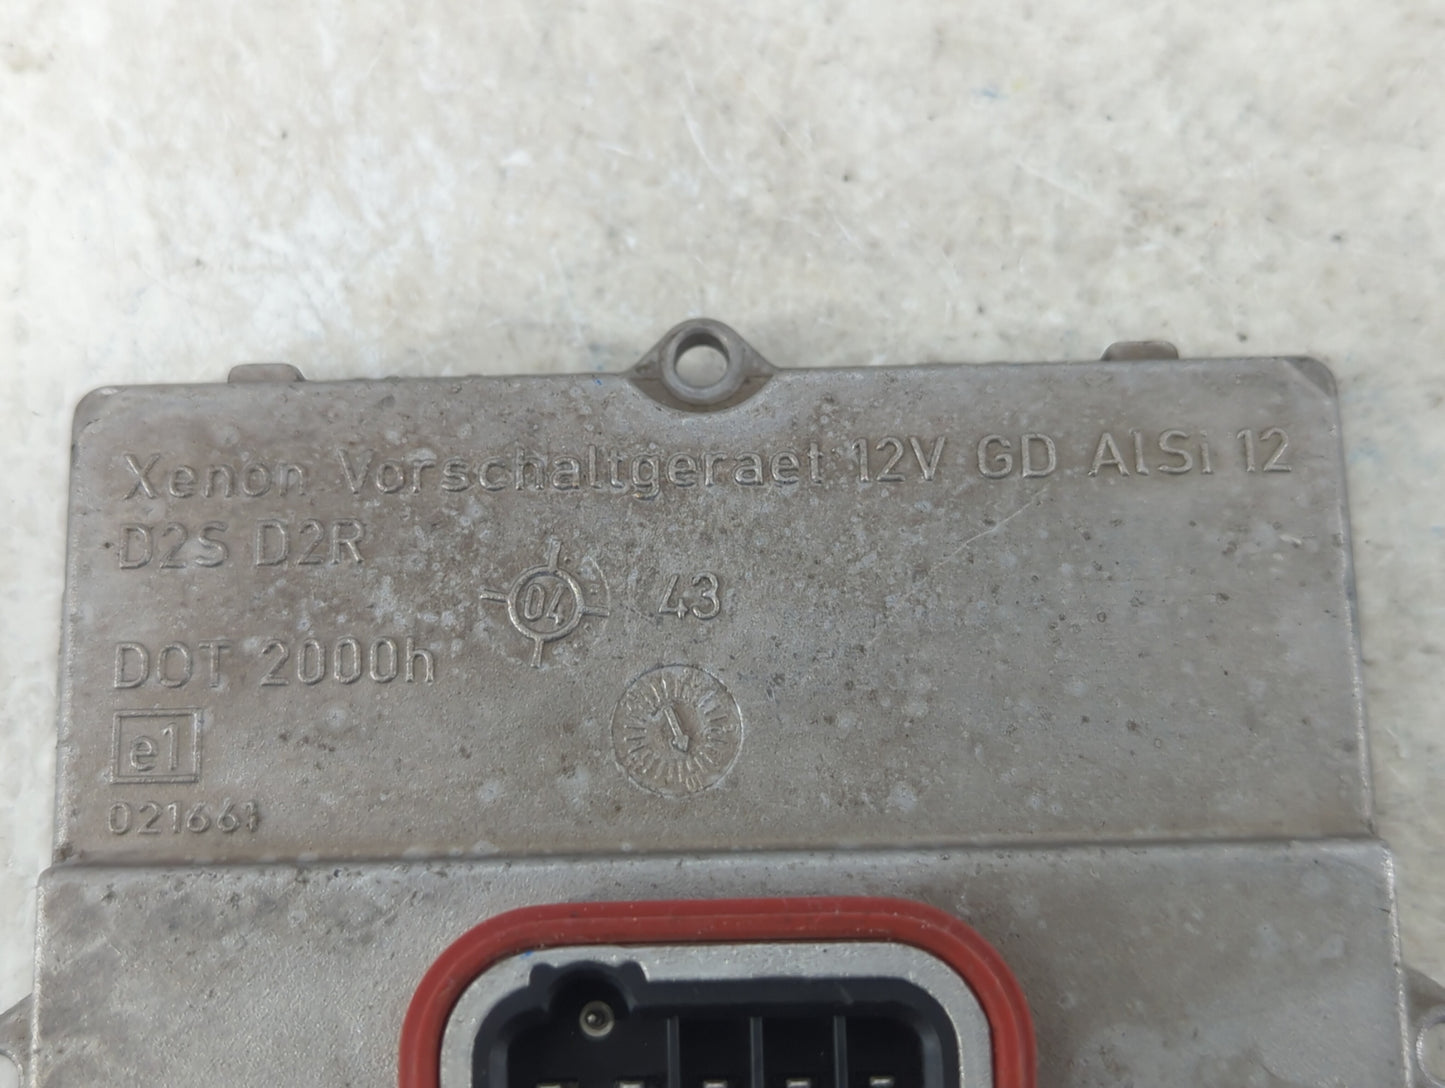 Xenon Vorschaltgeraet 12V GD AlSi 12
D2S D2R
04 43
DOT 2000h
e1
021661